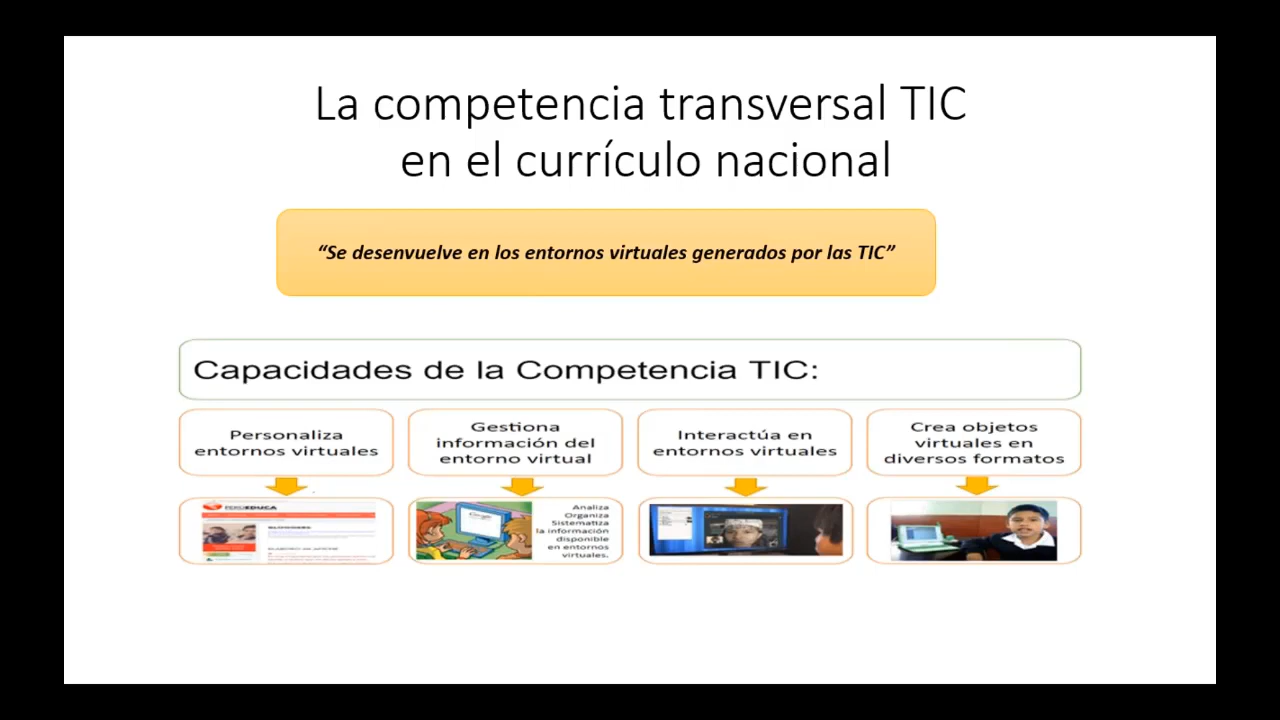 La competencia transversal TIC
en el currículo nacional
“Se desenvuelve en los entornos virtuales generados por las TIC”
Capacidades de la Competencia TIC:
Personaliza
entornos virtuales
Gestiona
información del
entorno virtual
Interactúa en
entornos virtuales
Crea objetos
virtuales en
diversos formatos
PERUEDUCA
Analiza
Organiza
Sistematiza
la información
disponible
en entornos
virtuales.